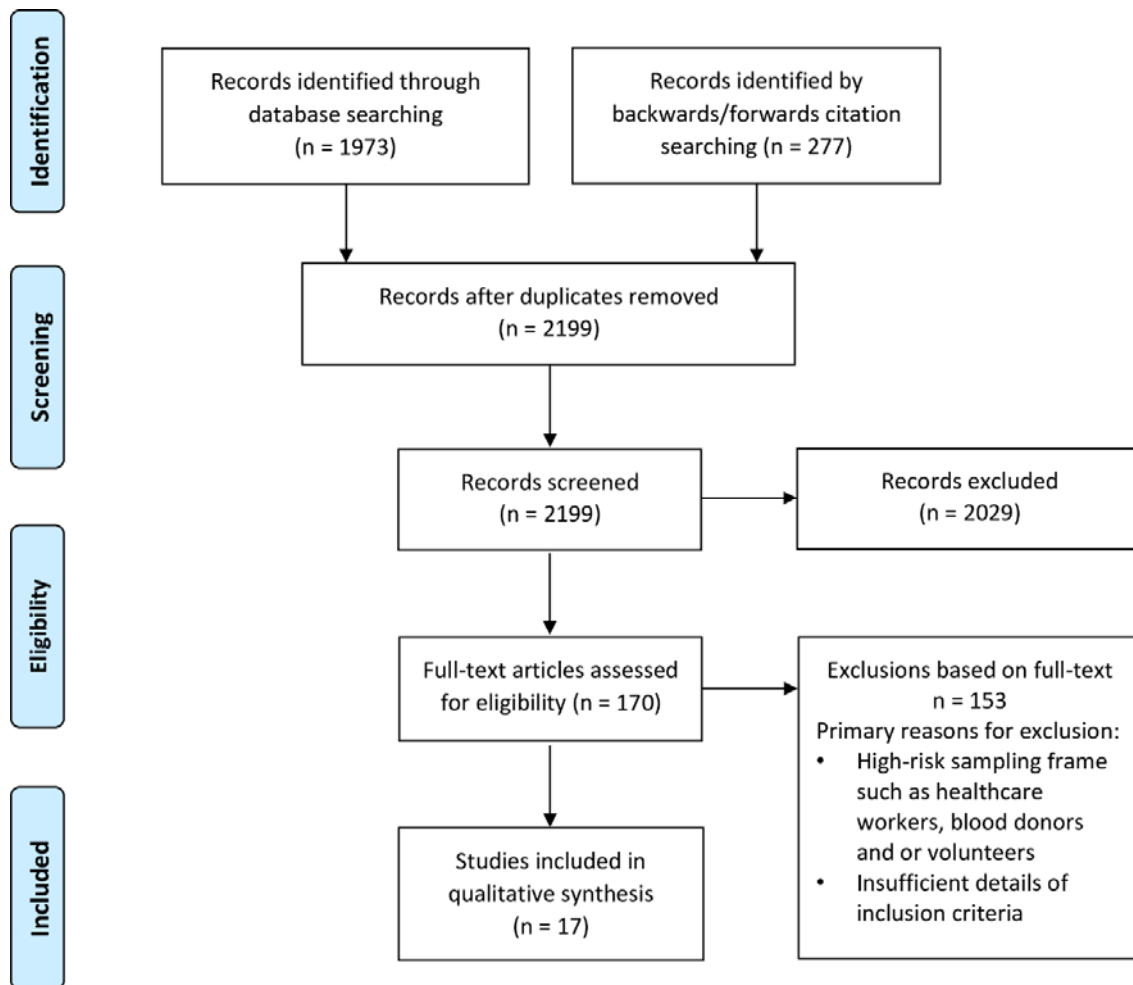 Identification
Records identified through
database searching
(n = 1973)
Records identified by
backwards/forwards citation
searching (n = 277)
Screening
Records after duplicates removed
(n = 2199)
Records screened
(n = 2199)
Records excluded
(n = 2029)
Eligibility
Full-text articles assessed
for eligibility (n = 170)
Exclusions based on full-text
n = 153
Primary reasons for exclusion:
• High-risk sampling frame
such as healthcare
workers, blood donors
and or volunteers
• Insufficient details of
inclusion criteria
Included
Studies included in
qualitative synthesis
(n = 17)